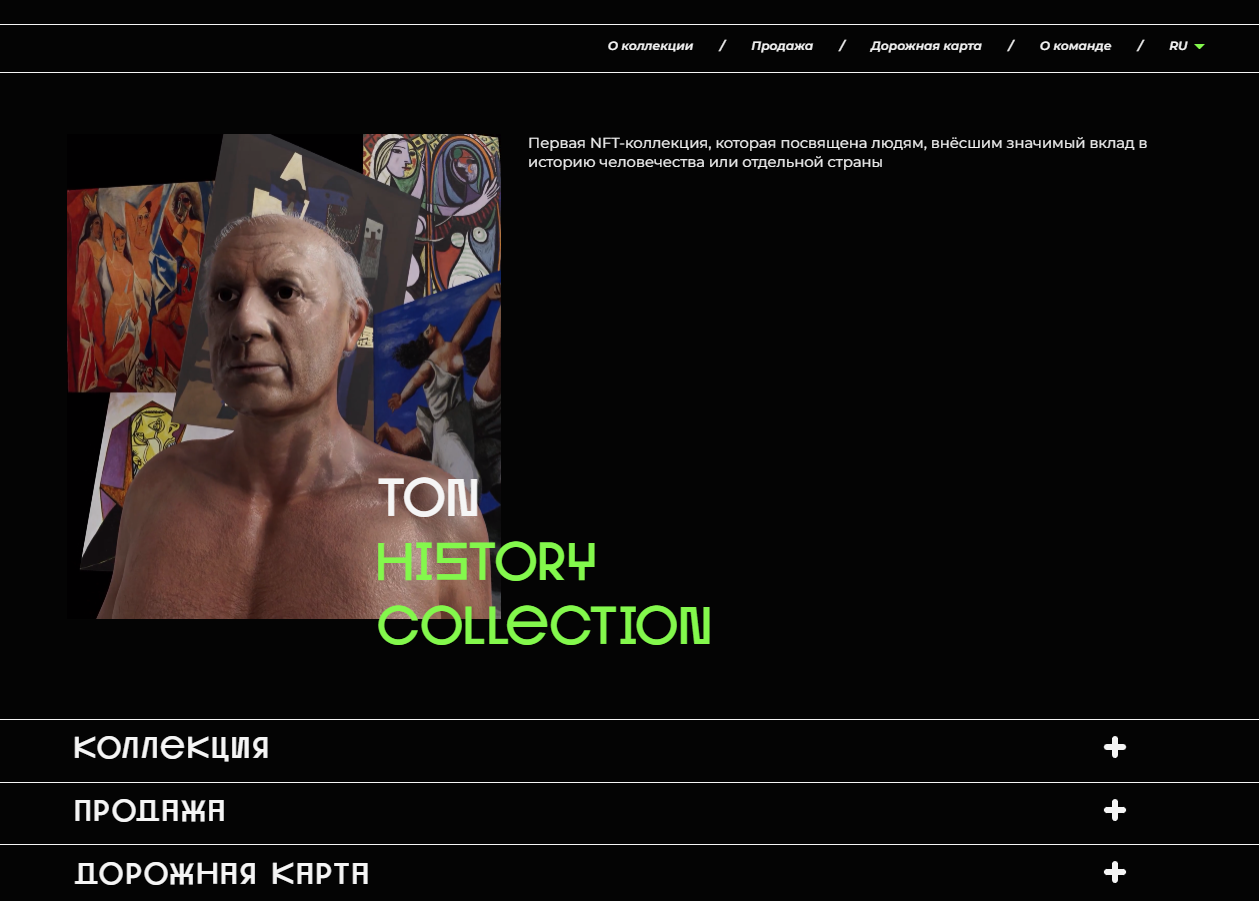 О коллекции / Продажа / Дорожная карта / О команде / RU
Первая NFT-коллекция, которая посвящена людям, внёсшим значимый вклад в
историю человечества или отдельной страны
TON
HISTORY
COLLECTION
КОЛЛЕКЦИЯ
ПРОДАЖА
ДОРОЖНАЯ КАРТА